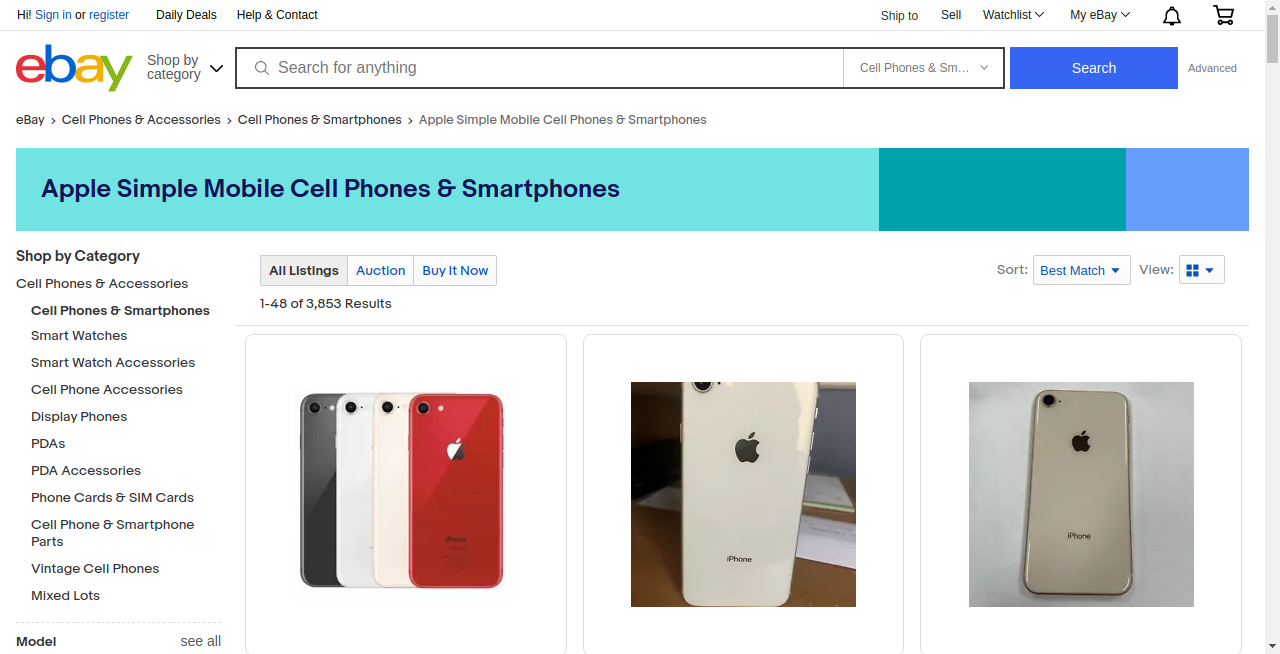 Hi! Sign in or register Daily Deals Help & Contact Ship to Sell Watchlist My eBay
ebay Shop by category Search for anything Cell Phones & Sm... Search Advanced
eBay > Cell Phones & Accessories > Cell Phones & Smartphones > Apple Simple Mobile Cell Phones & Smartphones
Apple Simple Mobile Cell Phones & Smartphones
Shop by Category
Cell Phones & Accessories
Cell Phones & Smartphones
Smart Watches
Smart Watch Accessories
Cell Phone Accessories
Display Phones
PDAs
PDA Accessories
Phone Cards & SIM Cards
Cell Phone & Smartphone
Parts
Vintage Cell Phones
Mixed Lots
Model see all
All Listings Auction Buy It Now Sort: Best Match View:
1-48 of 3,853 Results
iPhone
iPhone
iPhone